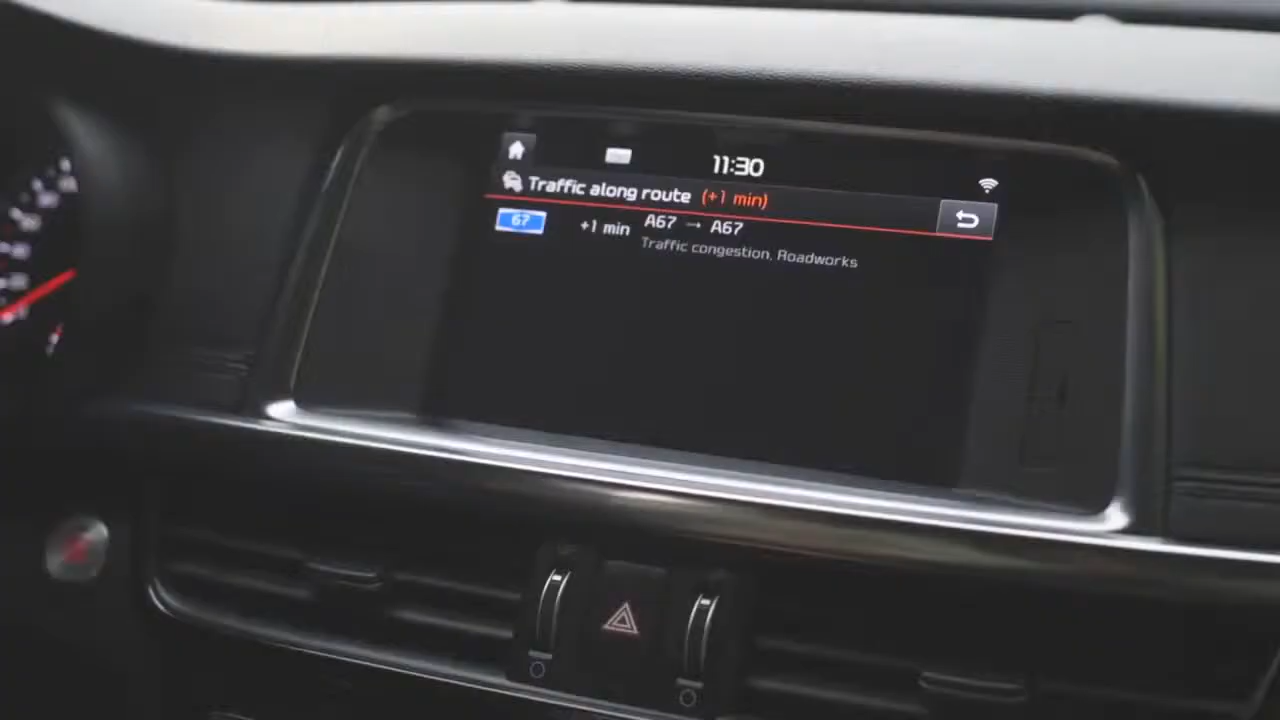 11:30
Traffic along route (+1 min)
67 +1 min A67 → A67
Traffic congestion, Roadworks